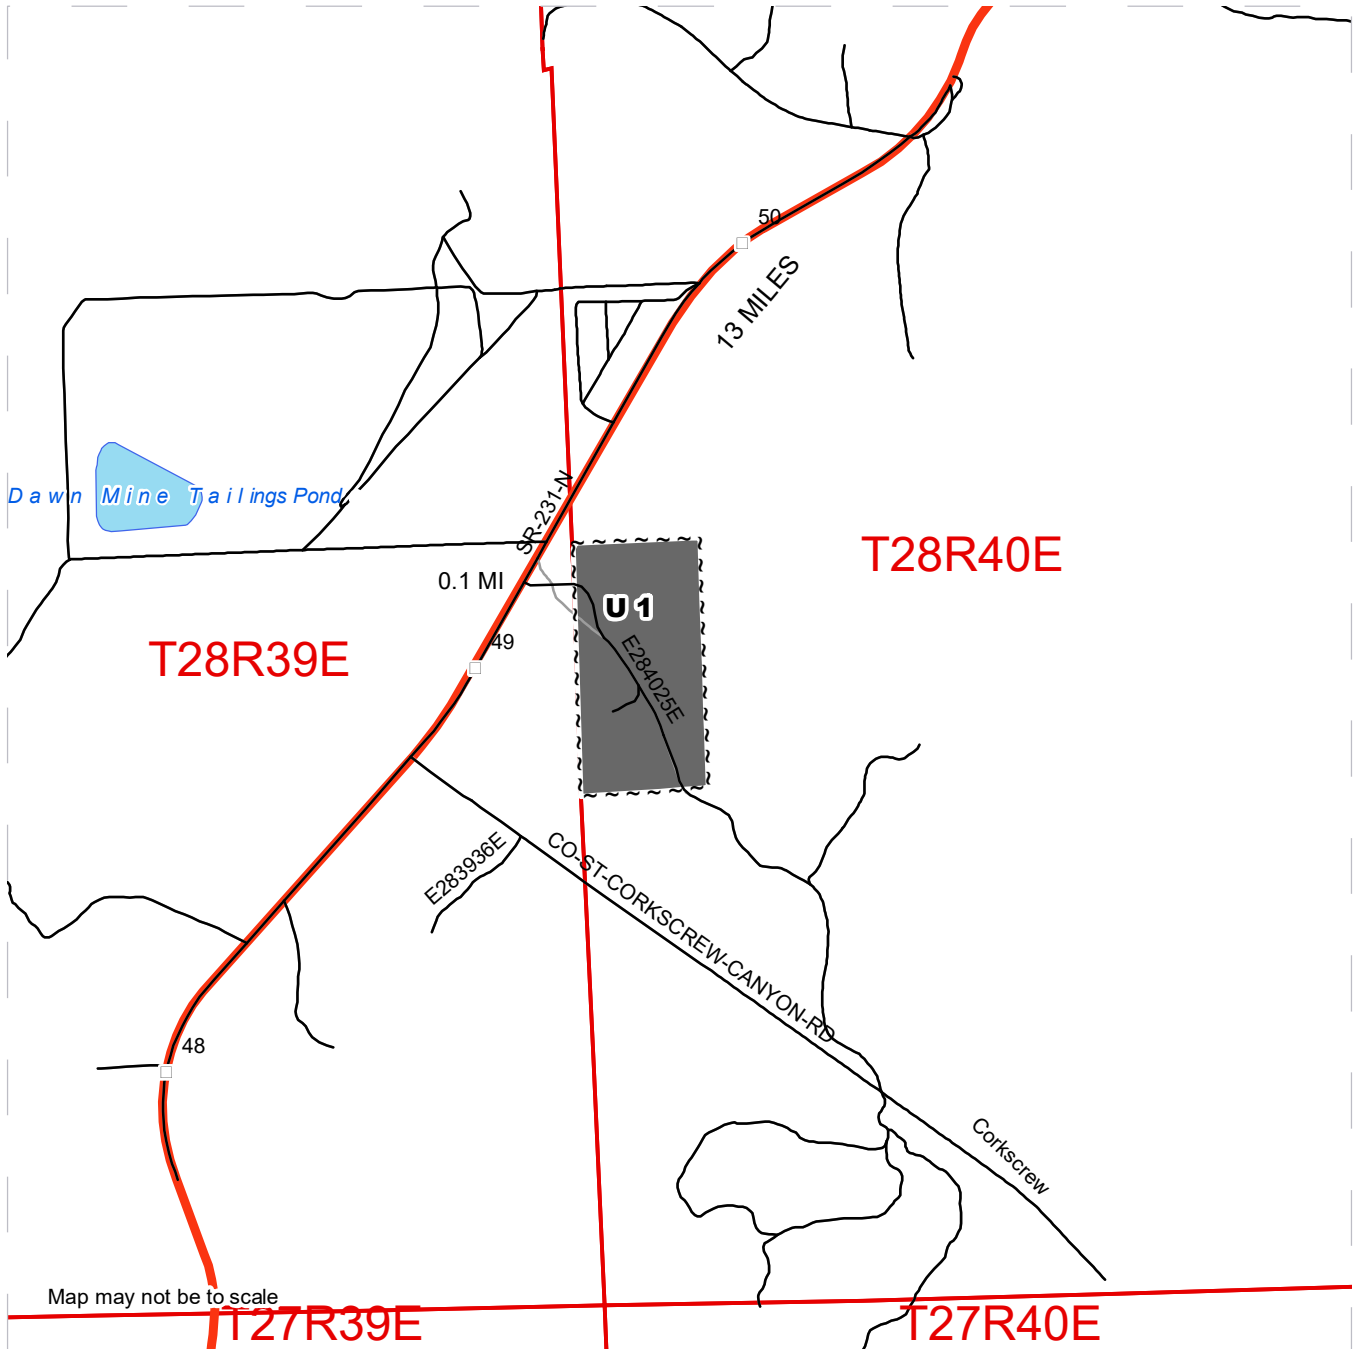 50
13 MILES
SR-231-N
Dawn Mine Tailings Pond
T28R40E
0.1 MI
U 1
49
E284025E
T28R39E
E283936E
CO-ST-CORKSCREW-CANYON-RD
48
Corkscrew
Map may not be to scale
T27R39E
T27R40E